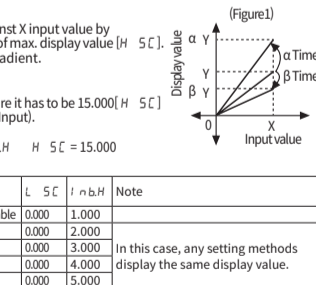 (Figure1)
nst X input value by
of max. display value [H SC].
adient.
re it has to be 15.000[H SC]
Input).
.H H SC = 15.000
Display value
α Y
Y
β Y
α Time
β Time
0
X
Input value
L SC Inb.H Note
ble 0.000 1.000
0.000 2.000
0.000 3.000 In this case, any setting methods
0.000 4.000 display the same display value.
0.000 5.000